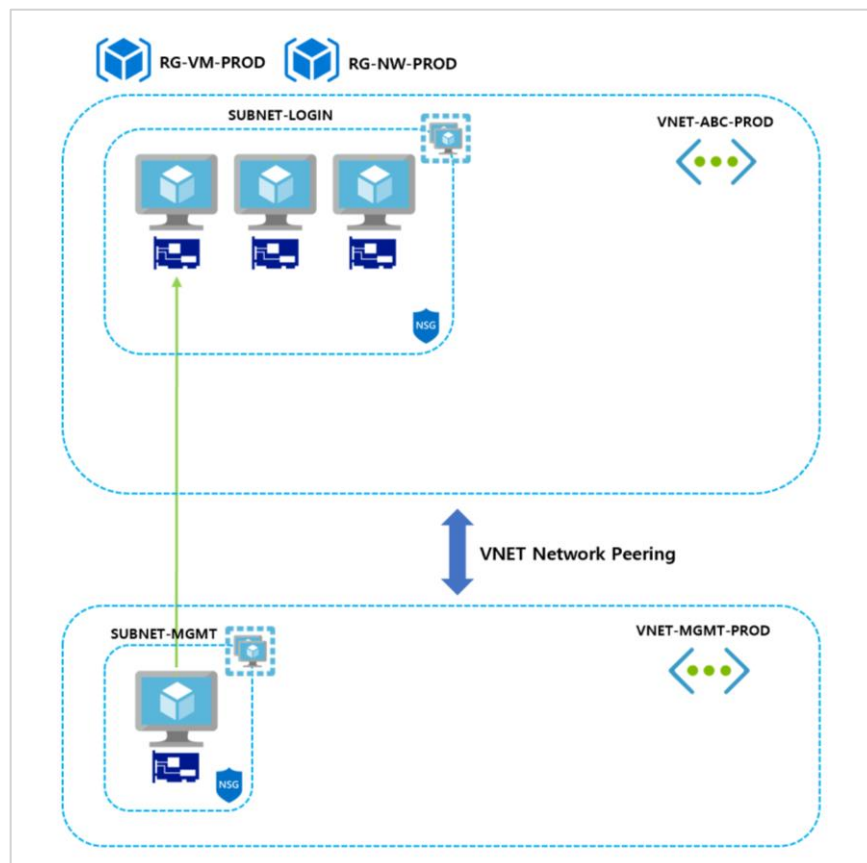 RG-VM-PROD
RG-NW-PROD
SUBNET-LOGIN
VNET-ABC-PROD
NSG
VNET Network Peering
SUBNET-MGMT
VNET-MGMT-PROD
NSG